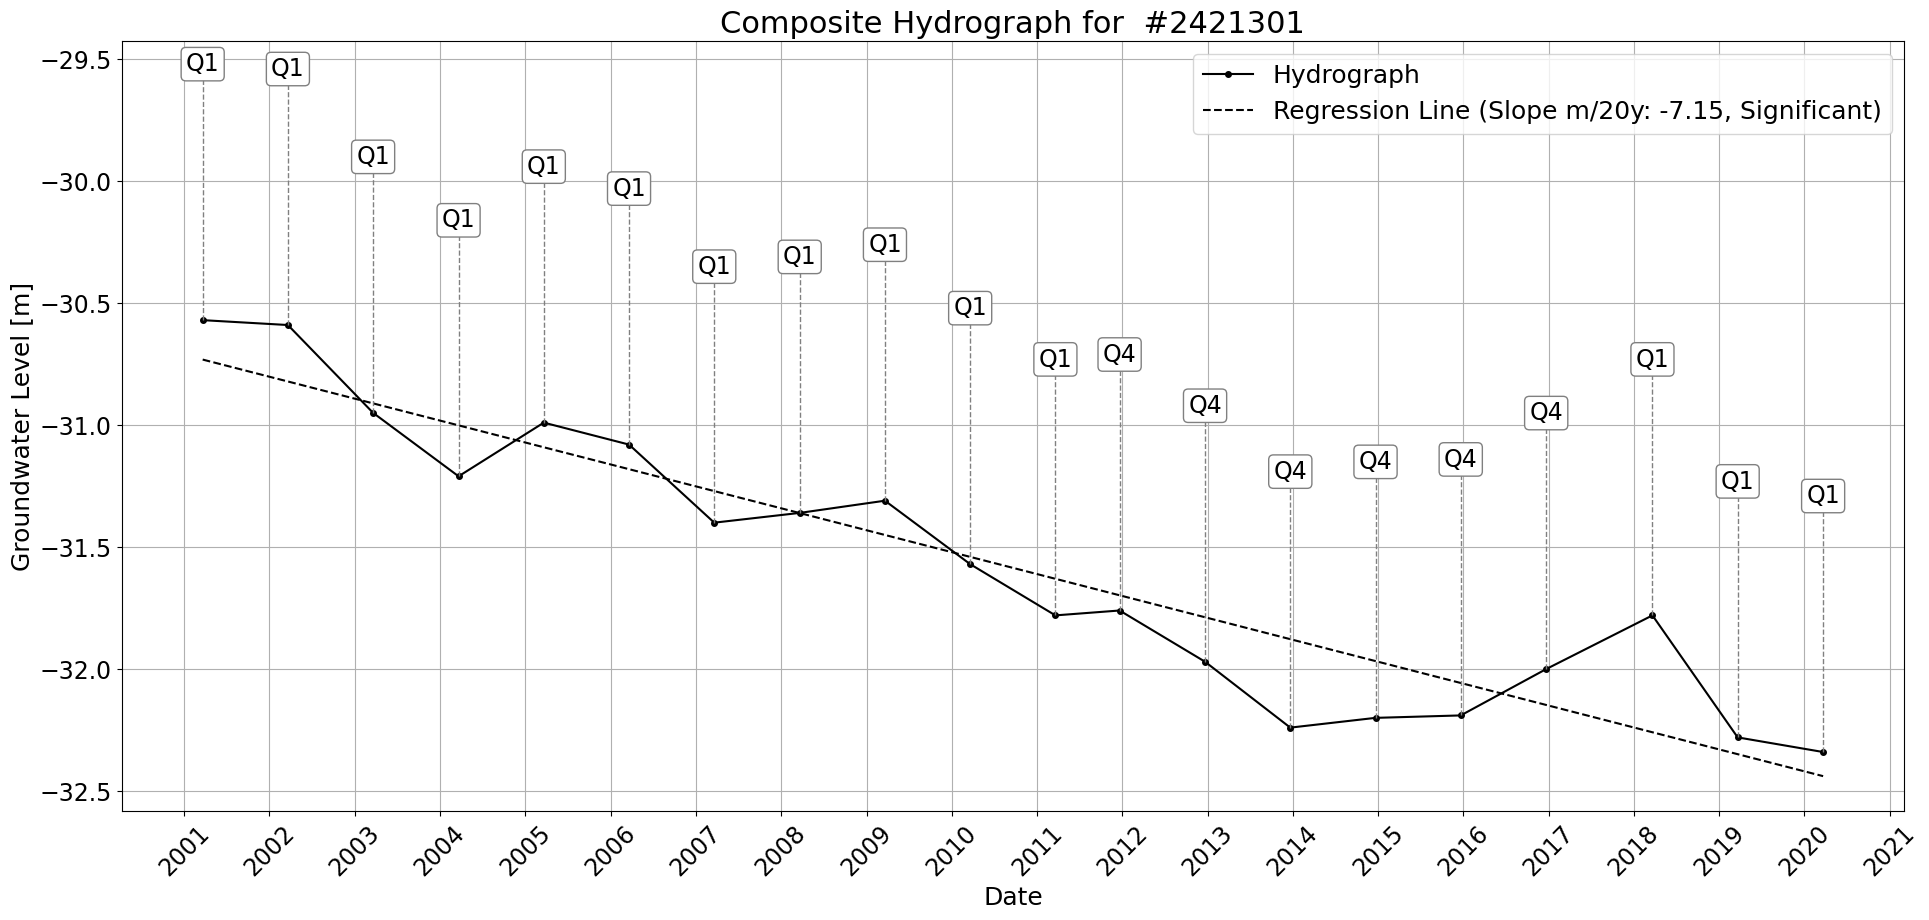 Composite Hydrograph for  #2421301
Hydrograph
Regression Line (Slope m/20y: -7.15, Significant)
Groundwater Level [m]
−29.5
−30.0
−30.5
−31.0
−31.5
−32.0
−32.5
Q1
Q1
Q1
Q1
Q1
Q1
Q1
Q1
Q1
Q1
Q1
Q4
Q4
Q4
Q4
Q4
Q4
Q1
Q1
Q1
2001
2002
2003
2004
2005
2006
2007
2008
2009
2010
2011
2012
2013
2014
2015
2016
2017
2018
2019
2020
2021
Date